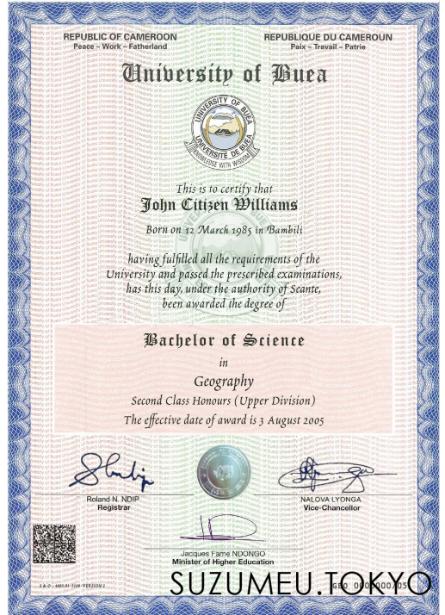 REPUBLIC OF CAMEROON
Peace – Work – Fatherland
REPUBLIQUE DU CAMEROUN
Paix – Travail – Patrie
University of Buea
UNIVERSITY OF BUEA
UNIVERSITÉ DE BUEA
KNOWLEDGE WITH WISDOM
This is to certify that
John Citizen Williams
Born on 12 March 1985 in Bambili
having fulfilled all the requirements of the
University and passed the prescribed examinations,
has this day, under the authority of Seante,
been awarded the degree of
Bachelor of Science
in
Geography
Second Class Honours (Upper Division)
The effective date of award is 3 August 2005
Roland N. NDIP
Registrar
NALOVA LYONGA
Vice-Chancellor
Jacques Fame NDONGO
Minister of Higher Education
SUZUMEU.TOKYO